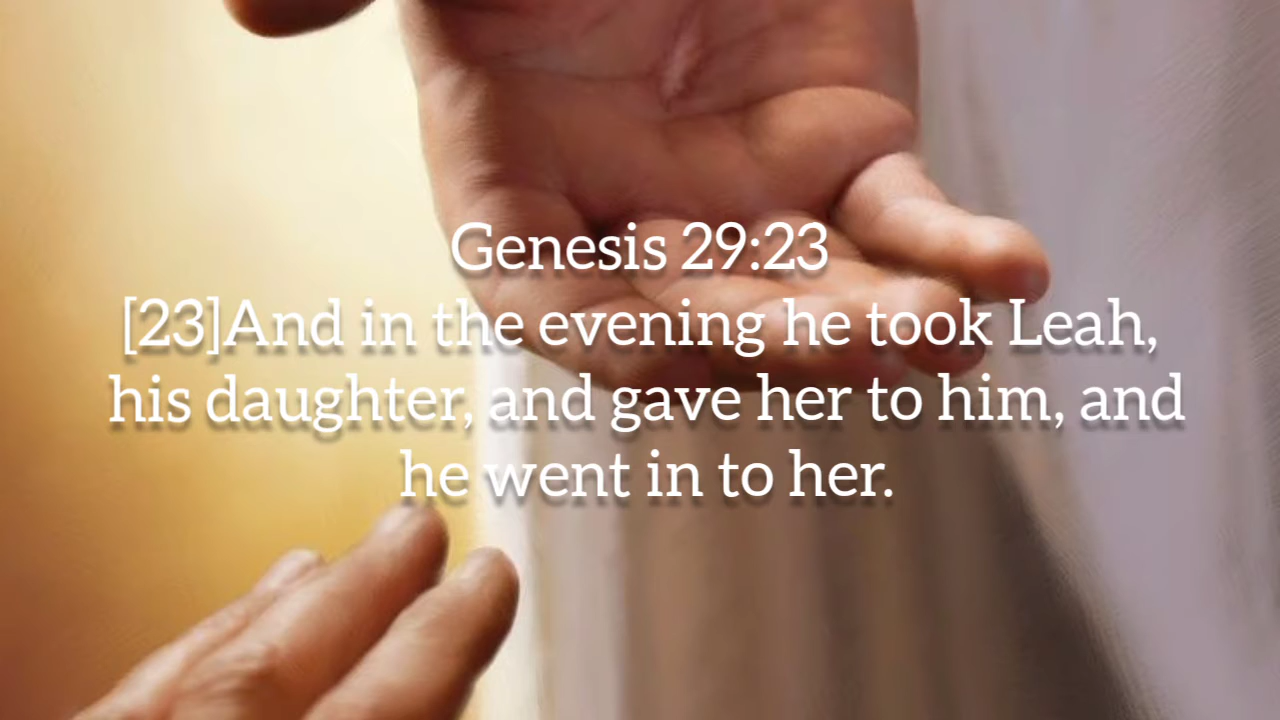 Genesis 29:23
[23]And in the evening he took Leah,
his daughter, and gave her to him, and
he went in to her.